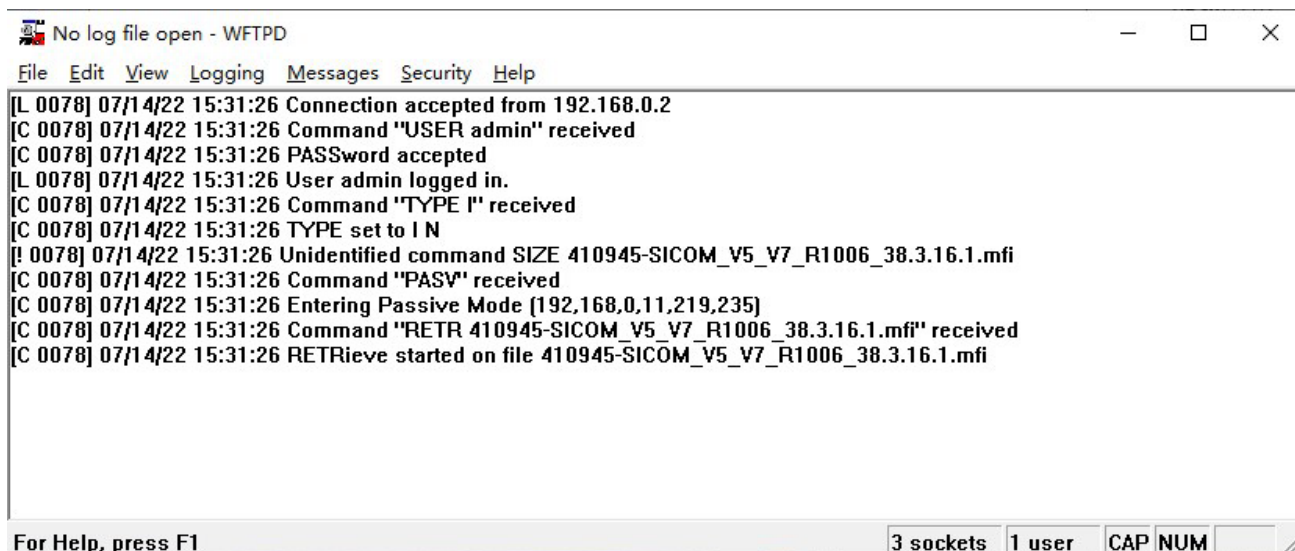 No log file open - WFTPD
File Edit View Logging Messages Security Help
[L 0078] 07/14/22 15:31:26 Connection accepted from 192.168.0.2
[C 0078] 07/14/22 15:31:26 Command "USER admin" received
[C 0078] 07/14/22 15:31:26 PASSword accepted
[L 0078] 07/14/22 15:31:26 User admin logged in.
[C 0078] 07/14/22 15:31:26 Command "TYPE I" received
[C 0078] 07/14/22 15:31:26 TYPE set to I N
[! 0078] 07/14/22 15:31:26 Unidentified command SIZE 410945-SICOM_V5_V7_R1006_38.3.16.1.mfi
[C 0078] 07/14/22 15:31:26 Command "PASV" received
[C 0078] 07/14/22 15:31:26 Entering Passive Mode (192,168,0,11,219,235)
[C 0078] 07/14/22 15:31:26 Command "RETR 410945-SICOM_V5_V7_R1006_38.3.16.1.mfi" received
[C 0078] 07/14/22 15:31:26 RETRieve started on file 410945-SICOM_V5_V7_R1006_38.3.16.1.mfi
For Help, press F1 3 sockets 1 user CAP NUM